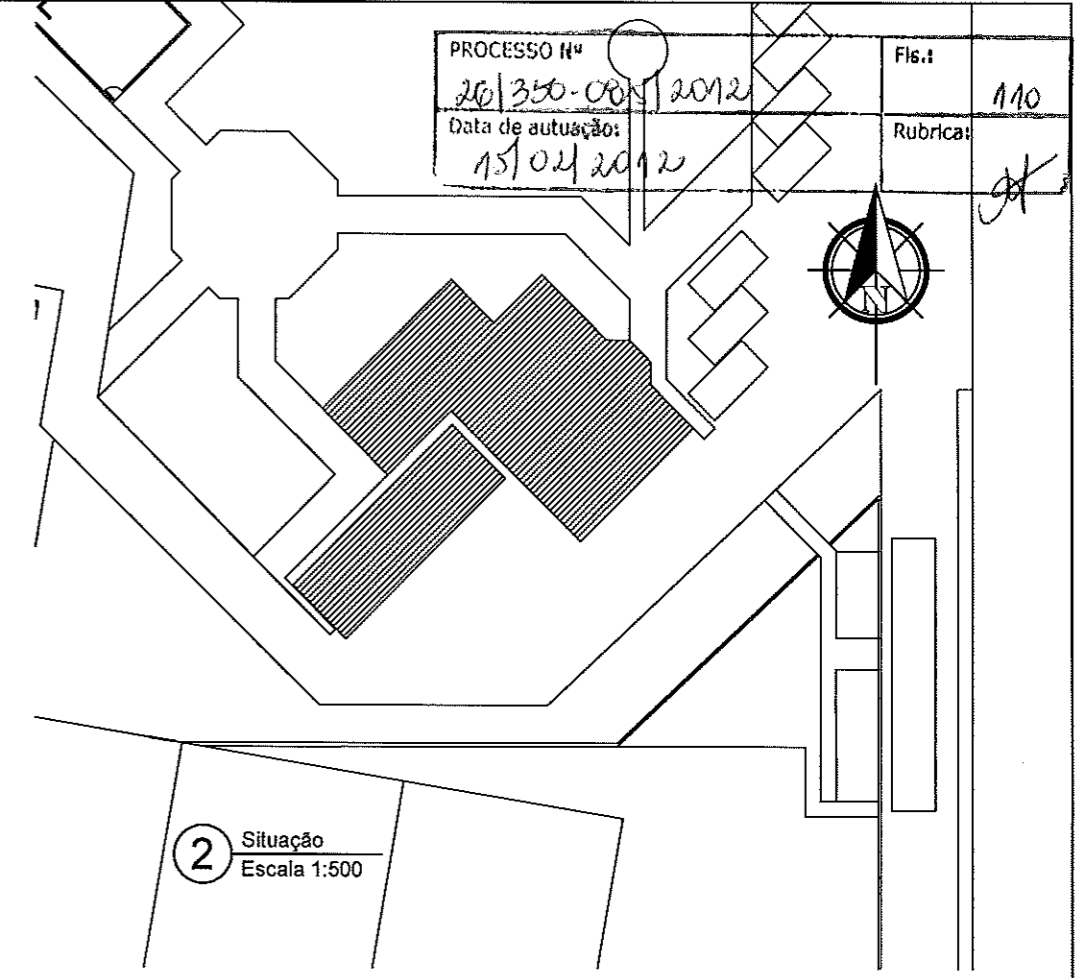 PROCESSO Nº
Fls.:
110
Data de autuação:
15/02/2012
Rubrica:
N
2
Situação
Escala 1:500